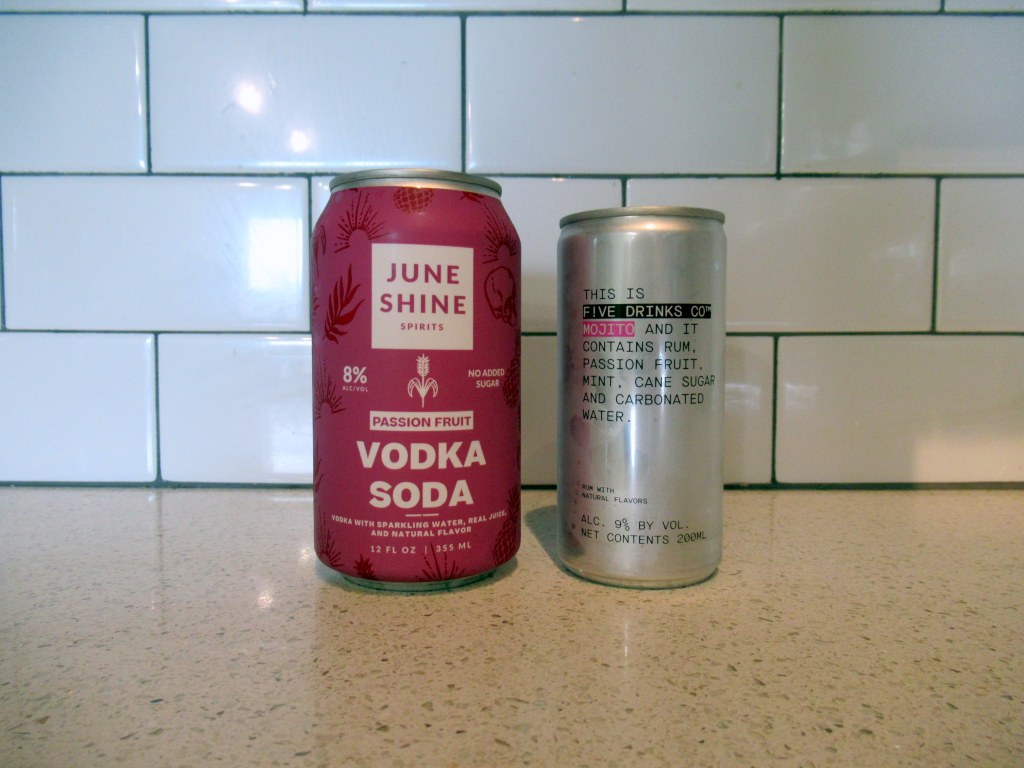 JUNE
SHINE
SPIRITS
8%
ALC/VOL
NO ADDED
SUGAR
PASSION FRUIT
VODKA
SODA
VODKA WITH SPARKLING WATER, REAL JUICE,
AND NATURAL FLAVOR
12 FL OZ | 355 ML
THIS IS
F!VE DRINKS CO™
MOJITO AND IT
CONTAINS RUM,
PASSION FRUIT,
MINT, CANE SUGAR
AND CARBONATED
WATER.
RUM WITH
NATURAL FLAVORS
ALC. 9% BY VOL.
NET CONTENTS 200ML